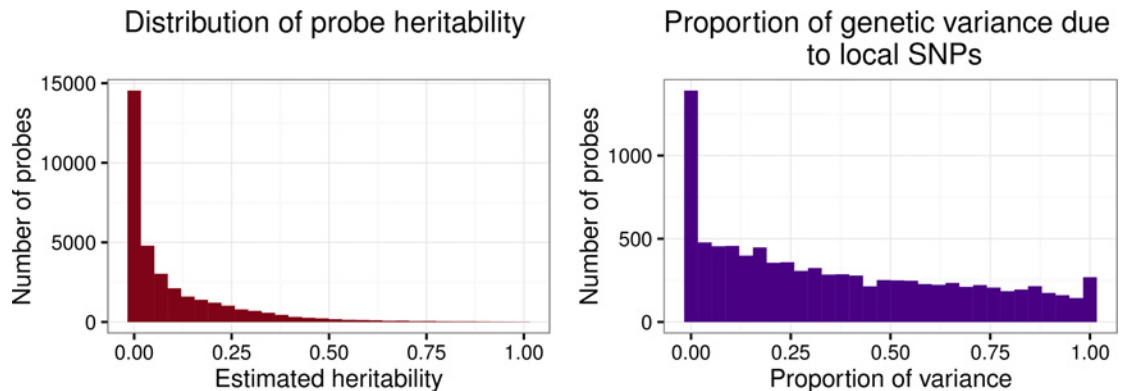 Distribution of probe heritability
15000
10000
5000
0
Number of probes
0.00 0.25 0.50 0.75 1.00
Estimated heritability
Proportion of genetic variance due
to local SNPs
1000
500
0
Number of probes
0.00 0.25 0.50 0.75 1.00
Proportion of variance